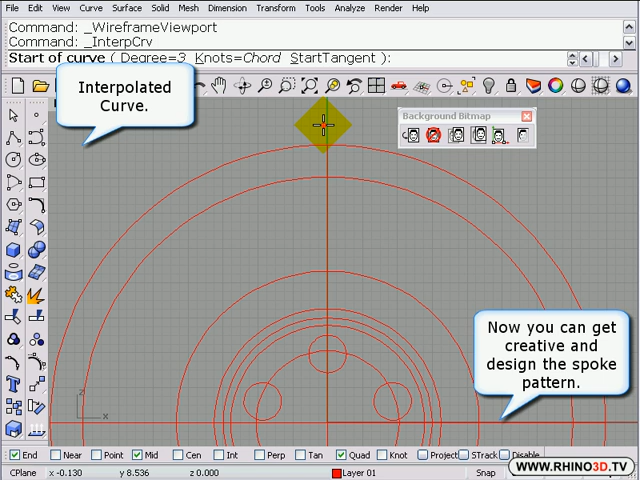 File Edit View Curve Surface Solid Mesh Dimension Transform Tools Analyze Render Help
Command: _WireframeViewport
Command: _InterpCrv
Start of curve ( Degree=3 Knots=Chord StartTangent ):
Interpolated
Curve.
Background Bitmap
Now you can get
creative and
design the spoke
pattern.
z
x
End Near Point Mid Cen Int Perp Tan Quad Knot Project STrack Disable
CPlane x -0.130 y 8.536 z 0.000 Layer 01 Snap
WWW.RHINO3D.TV